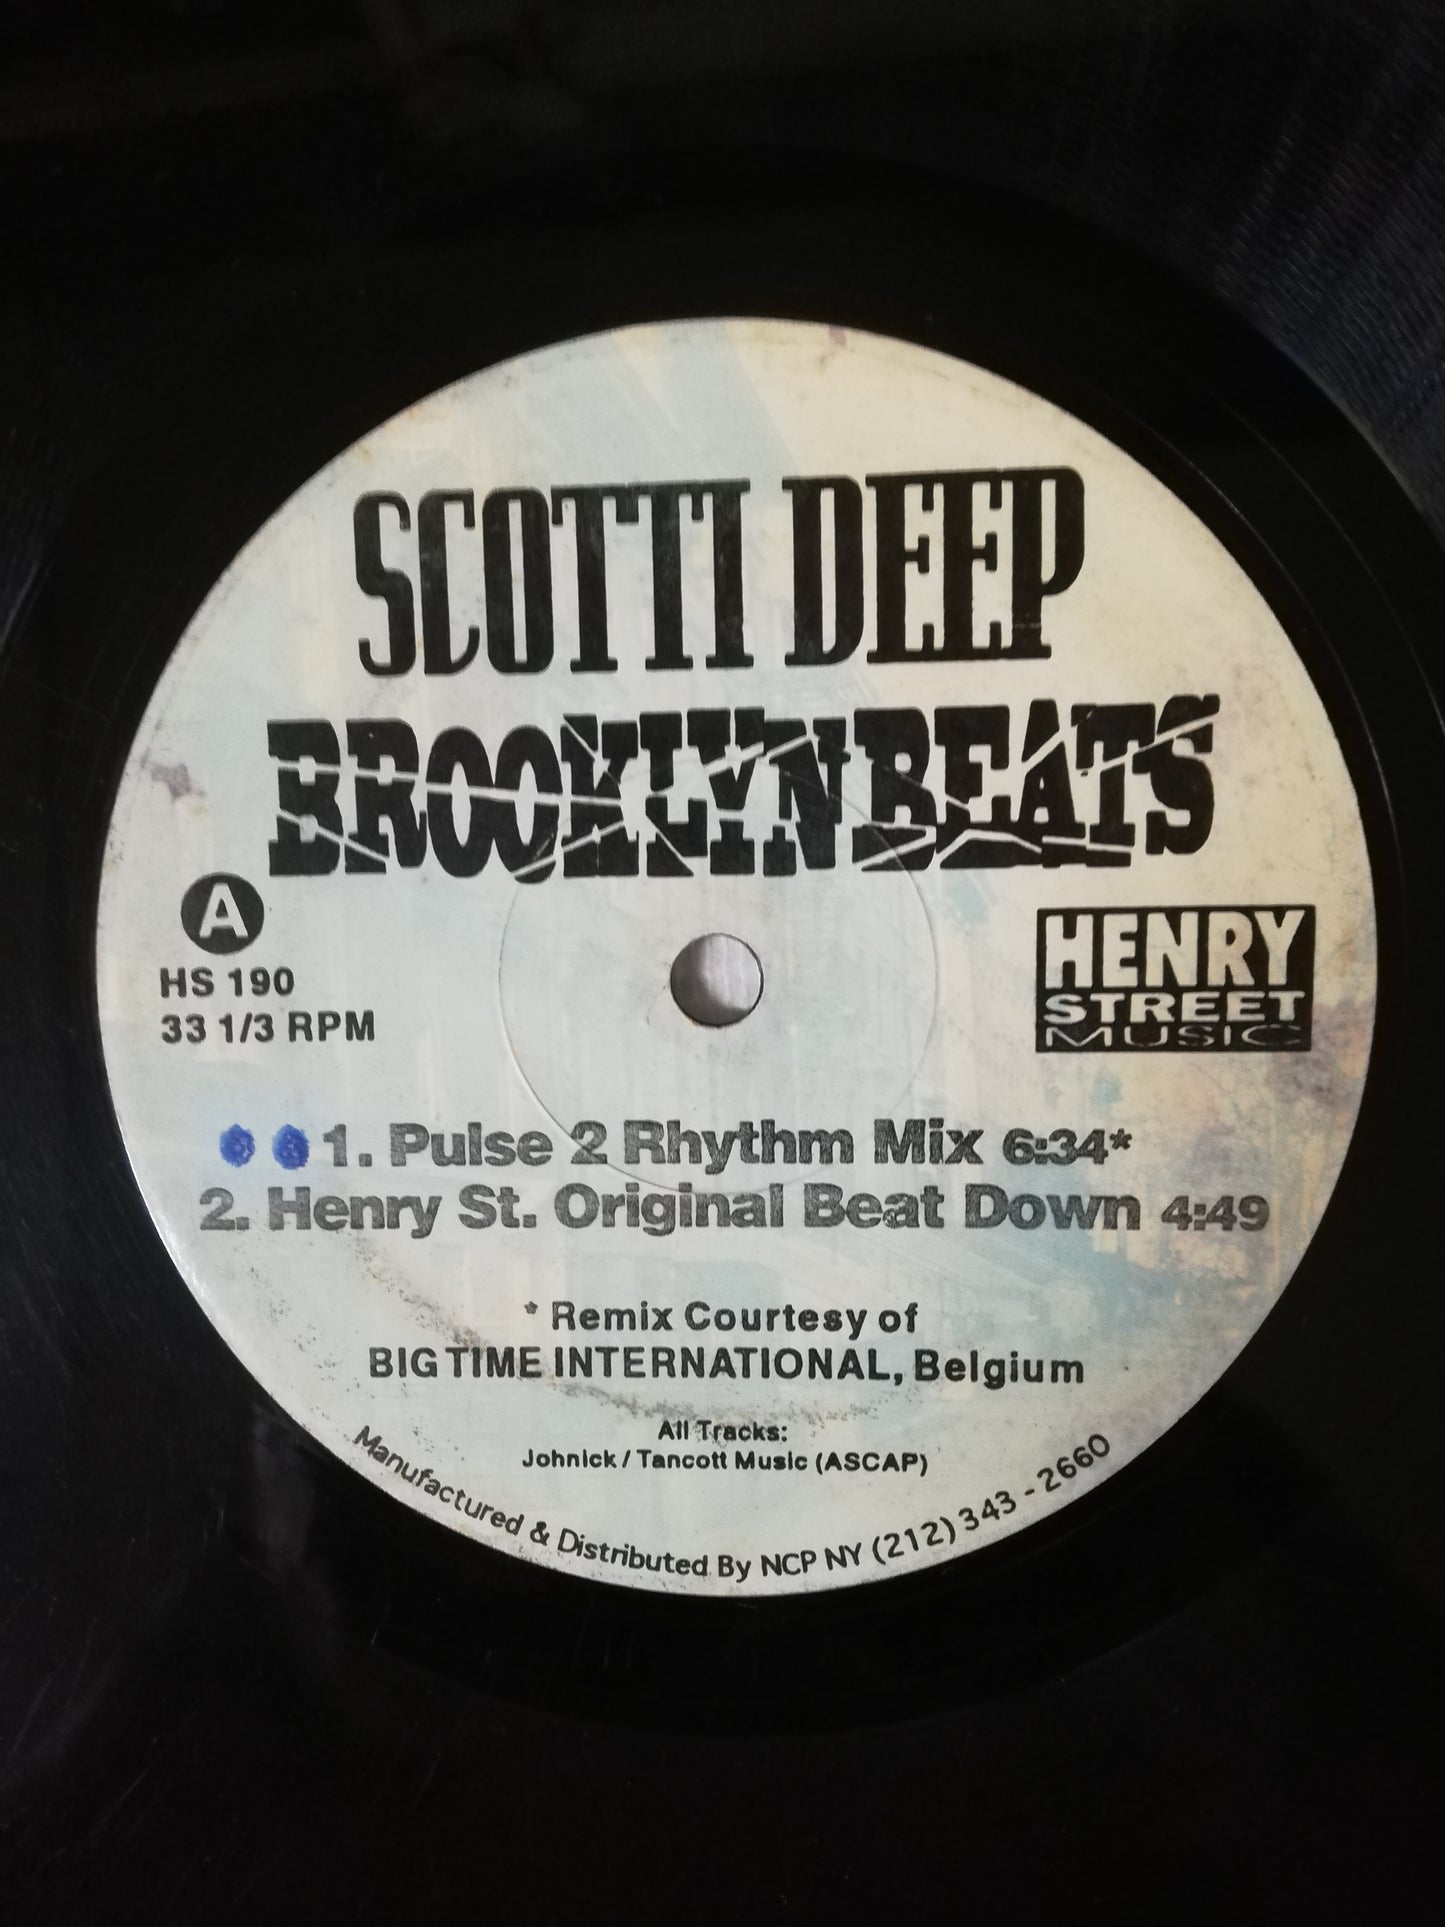 SCOTTI DEEP
BROOKLYN BEATS
A
HS 190
33 1/3 RPM
HENRY
STREET
MUSIC
1. Pulse 2 Rhythm Mix 6:34*
2. Henry St. Original Beat Down 4:49
* Remix Courtesy of
BIG TIME INTERNATIONAL, Belgium
All Tracks:
Johnick / Tancott Music (ASCAP)
Manufactured & Distributed By NCP NY (212) 343 - 2660